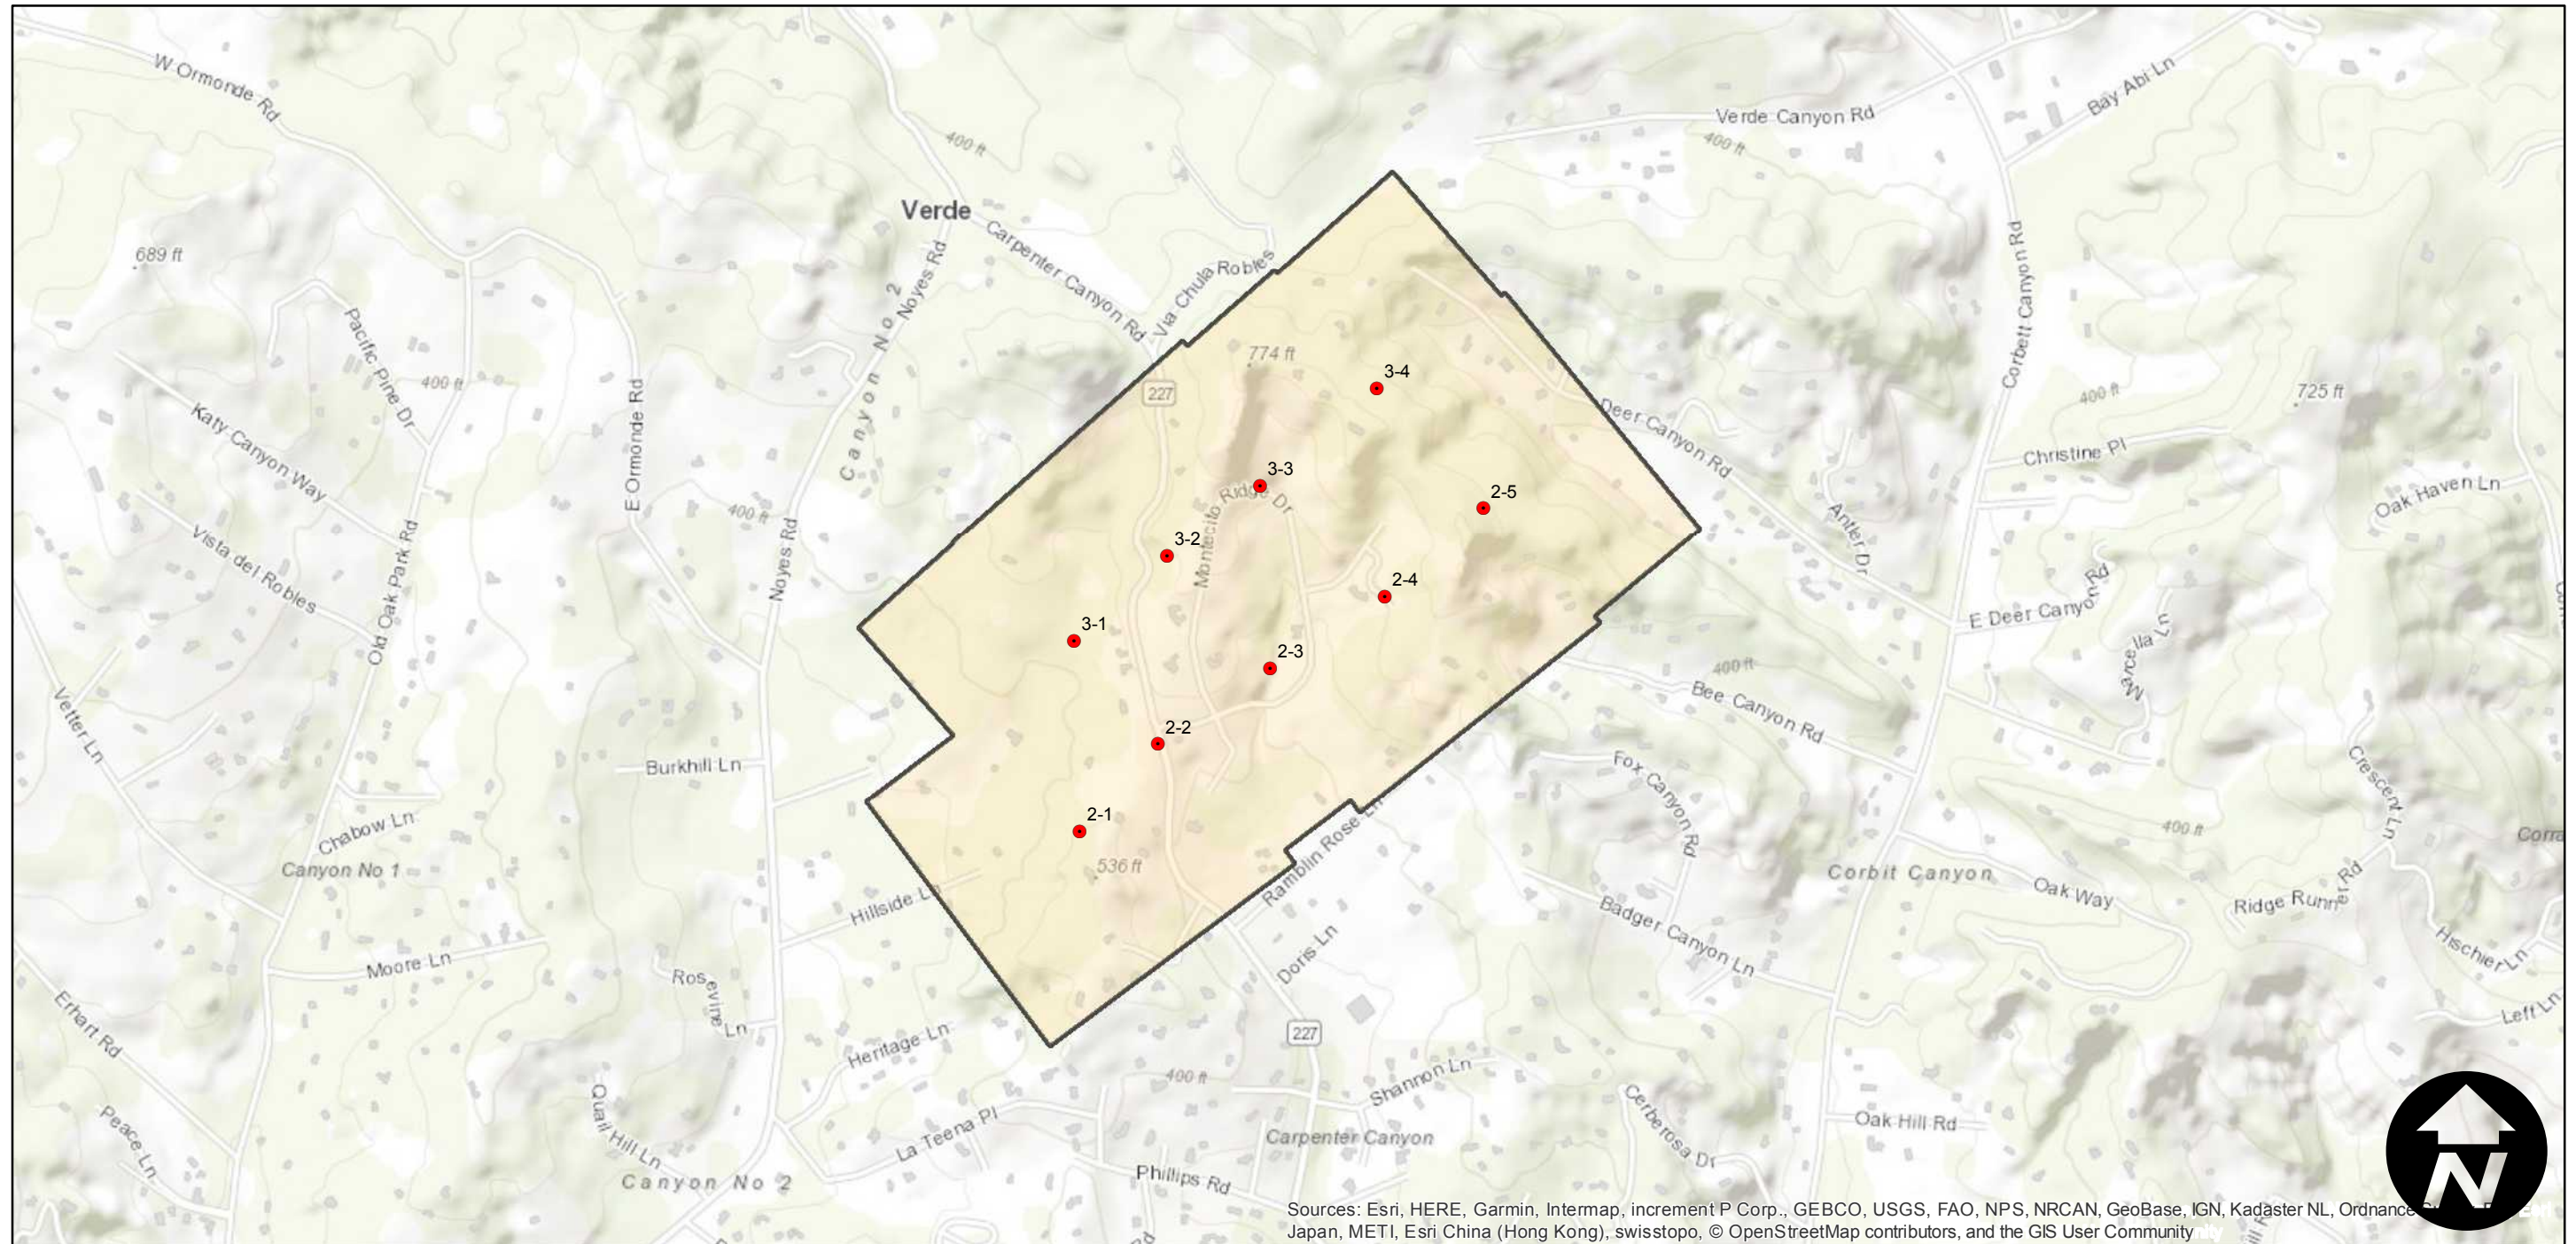 W Ormonde Rd
Bay Abi Ln
Verde Canyon Rd
400 ft
400 ft
Verde
Carpenter Canyon Rd
Via Chula Robles
Noyes Rd
Canyon No 2
689 ft
Corbett Canyon Rd
Pacific Pine Dr
774 ft
227
3-4
400 ft
E Ormonde Rd
400 ft
725 ft
Katy Canyon Way
Deer Canyon Rd
Christine Pl
3-3
Montecito Ridge Dr
2-5
Oak Haven Ln
400 ft
Noyes Rd
Vista del Robles
Old Oak Park Rd
3-2
Antler Dr
2-4
E Deer Canyon Rd
3-1
Marcella Ln
2-3
400 ft
Vetter Ln
Bee Canyon Rd
2-2
Burkhill Ln
Fox Canyon Rd
Crescent Ln
2-1
Chabow Ln
400 ft
Corra
Canyon No 1
536 ft
Ramblin Rose Ln
Corbit Canyon
Oak Way
Ridge Runner Rd
Hillside Ln
Badger Canyon Ln
Hischier Ln
Moore Ln
Doris Ln
Rosevine Ln
Left Ln
Erhart Rd
227
Heritage Ln
400 ft
Shannon Ln
Peace Ln
Quail Hill Ln
La Teena Pl
Carpenter Canyon
Cerberosa Dr
Oak Hill Rd
Canyon No 2
Phillips Rd
Rd
N
Sources: Esri, HERE, Garmin, Intermap, increment P Corp., GEBCO, USGS, FAO, NPS, NRCAN, GeoBase, IGN, Kadaster NL, Ordnance
Japan, METI, Esri China (Hong Kong), swisstopo, © OpenStreetMap contributors, and the GIS User Community